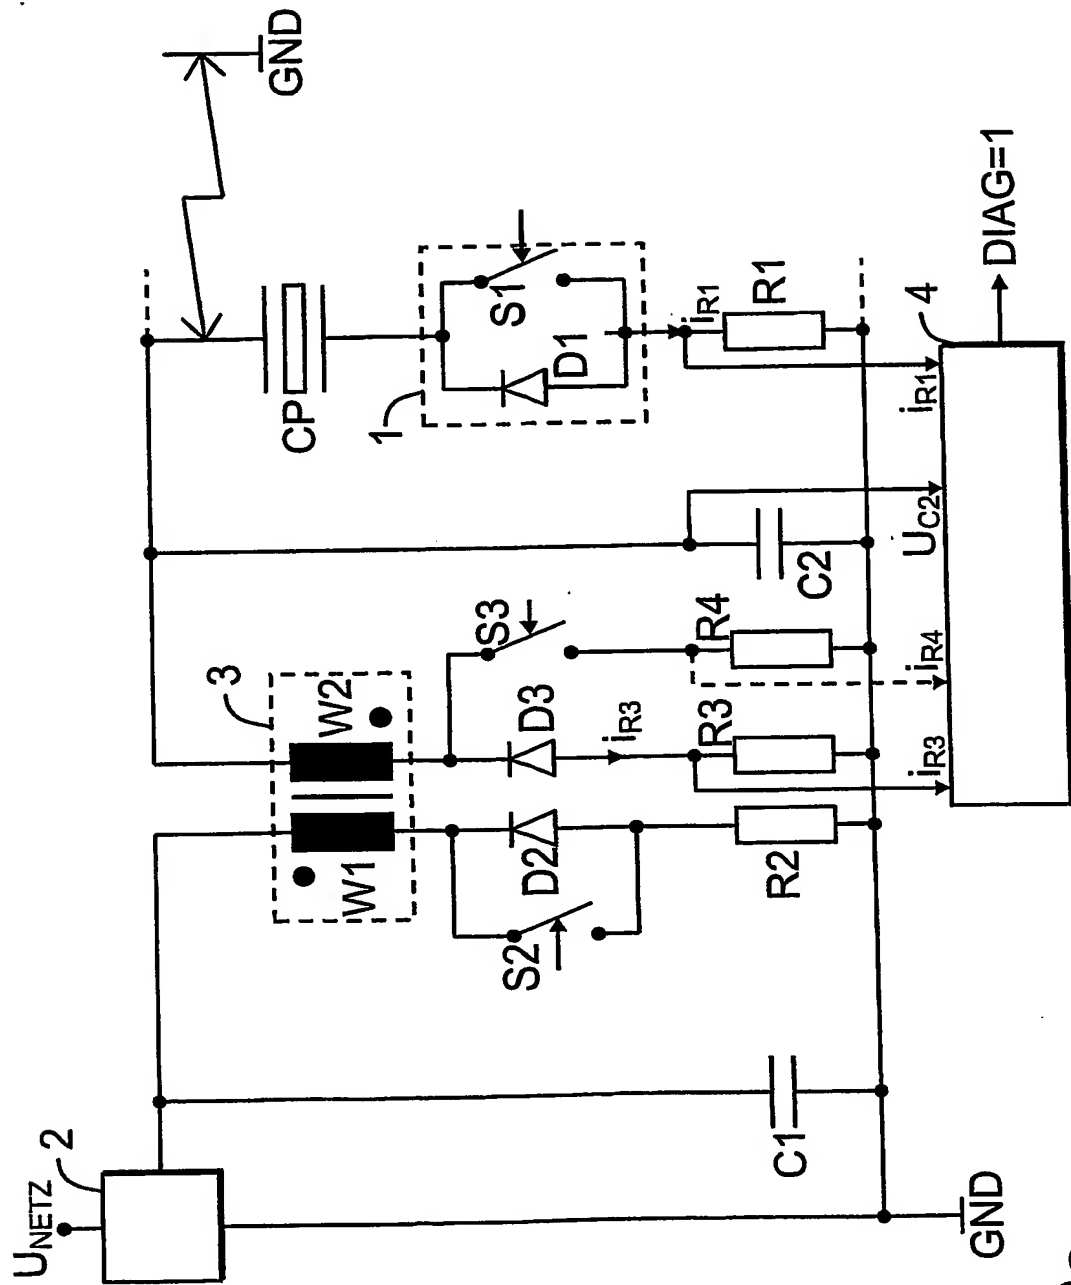 U_NETZ
2
GND
C1
S2
D2
R2
W1
W2
3
D3
i_R3
R3
S3
R4
i_R3
i_R4
C2
U_C2
CP
1
D1
S1
i_R1
R1
i_R1
4
DIAG=1
GND